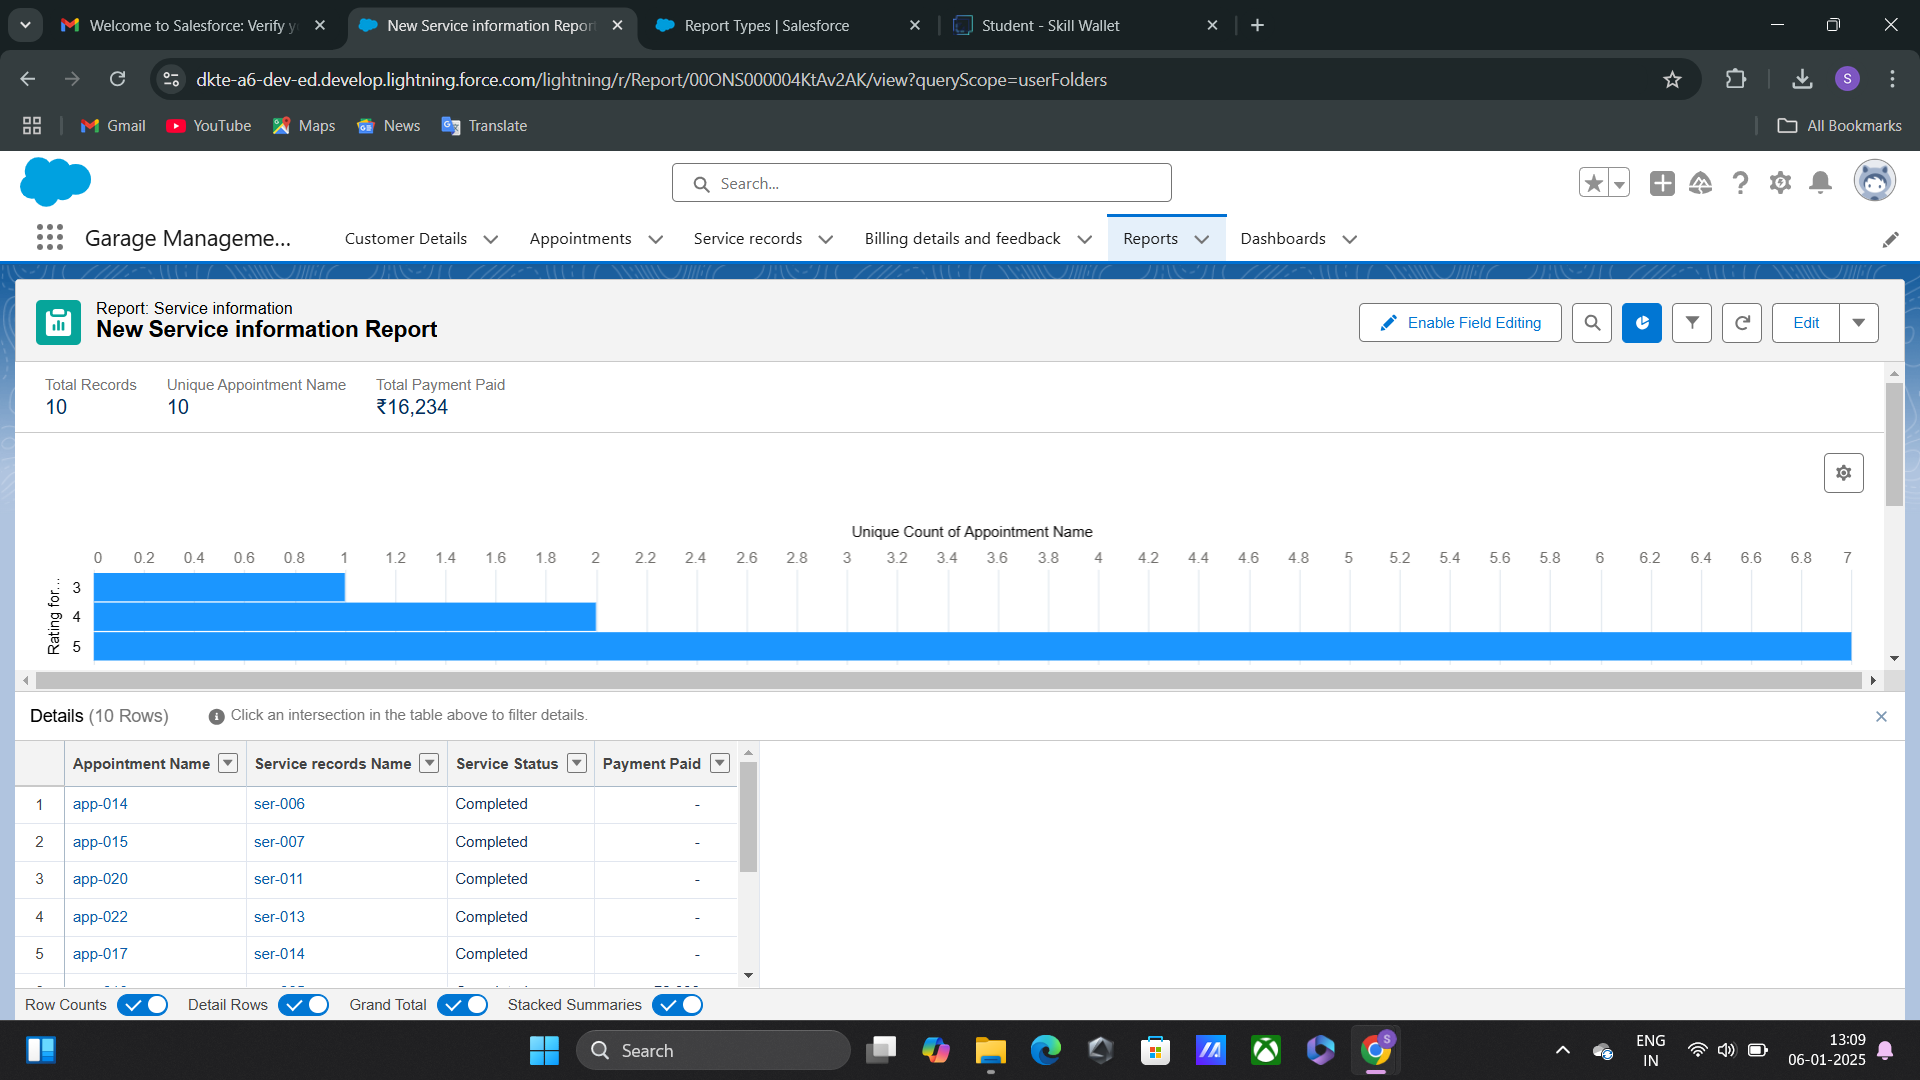 Welcome to Salesforce: Verify y
New Service information Repor
Report Types | Salesforce
Student - Skill Wallet
dkte-a6-dev-ed.develop.lightning.force.com/lightning/r/Report/00ONS000004KtAv2AK/view?queryScope=userFolders
S
Gmail
YouTube
Maps
News
Translate
All Bookmarks
Search...
Garage Manageme...
Customer Details
Appointments
Service records
Billing details and feedback
Reports
Dashboards
Report: Service information
New Service information Report
Enable Field Editing
Edit
Total Records
10
Unique Appointment Name
10
Total Payment Paid
₹16,234
Unique Count of Appointment Name
0 0.2 0.4 0.6 0.8 1 1.2 1.4 1.6 1.8 2 2.2 2.4 2.6 2.8 3 3.2 3.4 3.6 3.8 4 4.2 4.4 4.6 4.8 5 5.2 5.4 5.6 5.8 6 6.2 6.4 6.6 6.8 7
Rating for...
3
4
5
Details (10 Rows)
Click an intersection in the table above to filter details.
Appointment Name Service records Name Service Status Payment Paid
1 app-014 ser-006 Completed -
2 app-015 ser-007 Completed -
3 app-020 ser-011 Completed -
4 app-022 ser-013 Completed -
5 app-017 ser-014 Completed -
Row Counts
Detail Rows
Grand Total
Stacked Summaries
Search
ENG
IN
13:09
06-01-2025